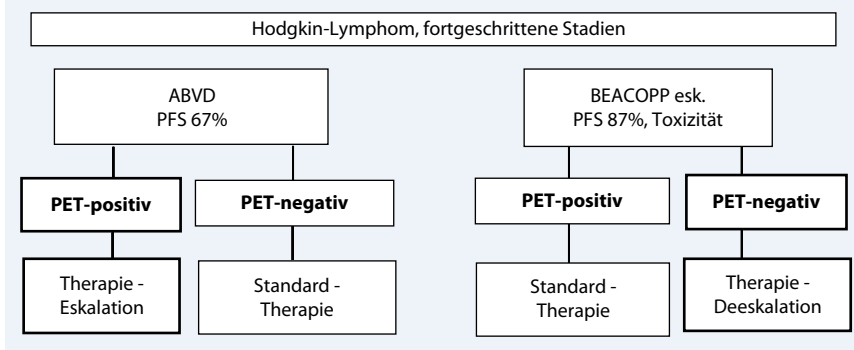 Hodgkin-Lymphom, fortgeschrittene Stadien
ABVD
PFS 67%
BEACOPP esk.
PFS 87%, Toxizität
PET-positiv
PET-negativ
PET-positiv
PET-negativ
Therapie -
Eskalation
Standard -
Therapie
Standard -
Therapie
Therapie -
Deeskalation